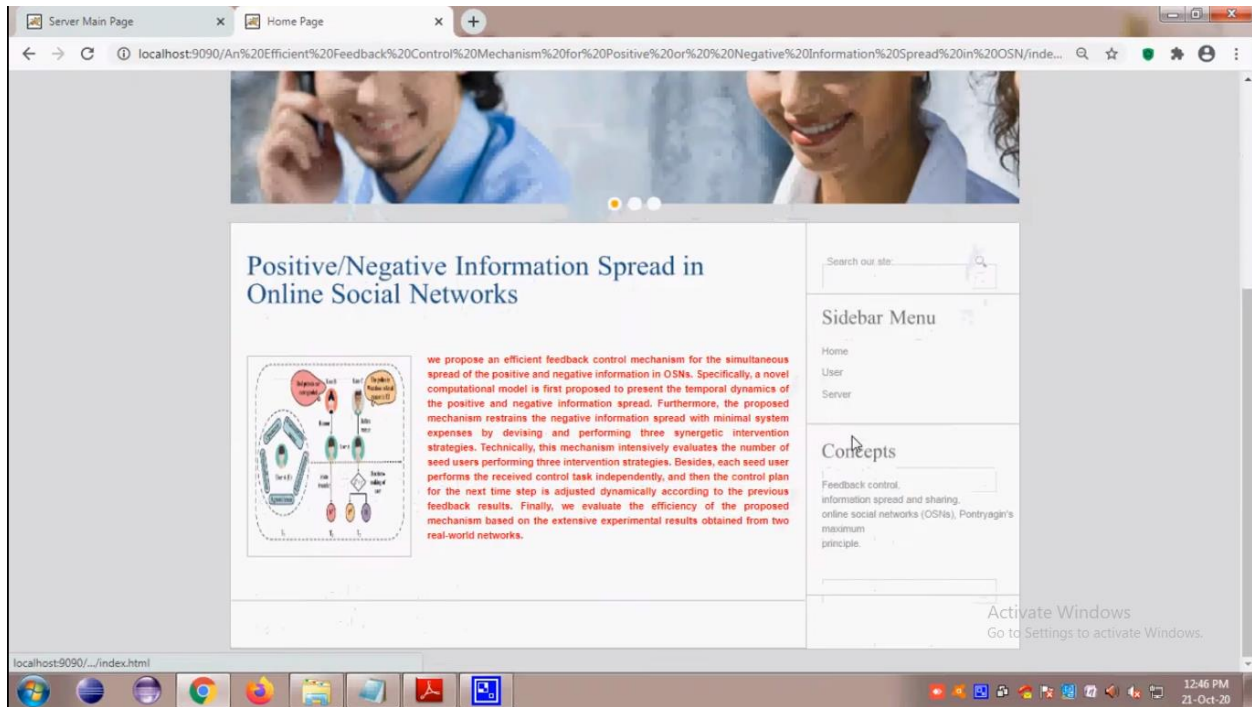 Server Main Page
Home Page
localhost:9090/An%20Efficient%20Feedback%20Control%20Mechanism%20for%20Positive%20or%20%20Negative%20Information%20Spread%20in%20OSN/inde...
Positive/Negative Information Spread in
Online Social Networks
we propose an efficient feedback control mechanism for the simultaneous
spread of the positive and negative information in OSNs. Specifically, a novel
computational model is first proposed to present the temporal dynamics of
the positive and negative information spread. Furthermore, the proposed
mechanism restrains the negative information spread with minimal system
expenses by devising and performing three synergetic intervention
strategies. Technically, this mechanism intensively evaluates the number of
seed users performing three intervention strategies. Besides, each seed user
performs the received control task independently, and then the control plan
for the next time step is adjusted dynamically according to the previous
feedback results. Finally, we evaluate the efficiency of the proposed
mechanism based on the extensive experimental results obtained from two
real-world networks.
Search our site:
Sidebar Menu
Home
User
Server
Concepts
Feedback control,
information spread and sharing,
online social networks (OSNs), Pontryagin's
maximum
principle.
Activate Windows
Go to Settings to activate Windows.
localhost:9090/.../index.html
12:46 PM
21-Oct-20